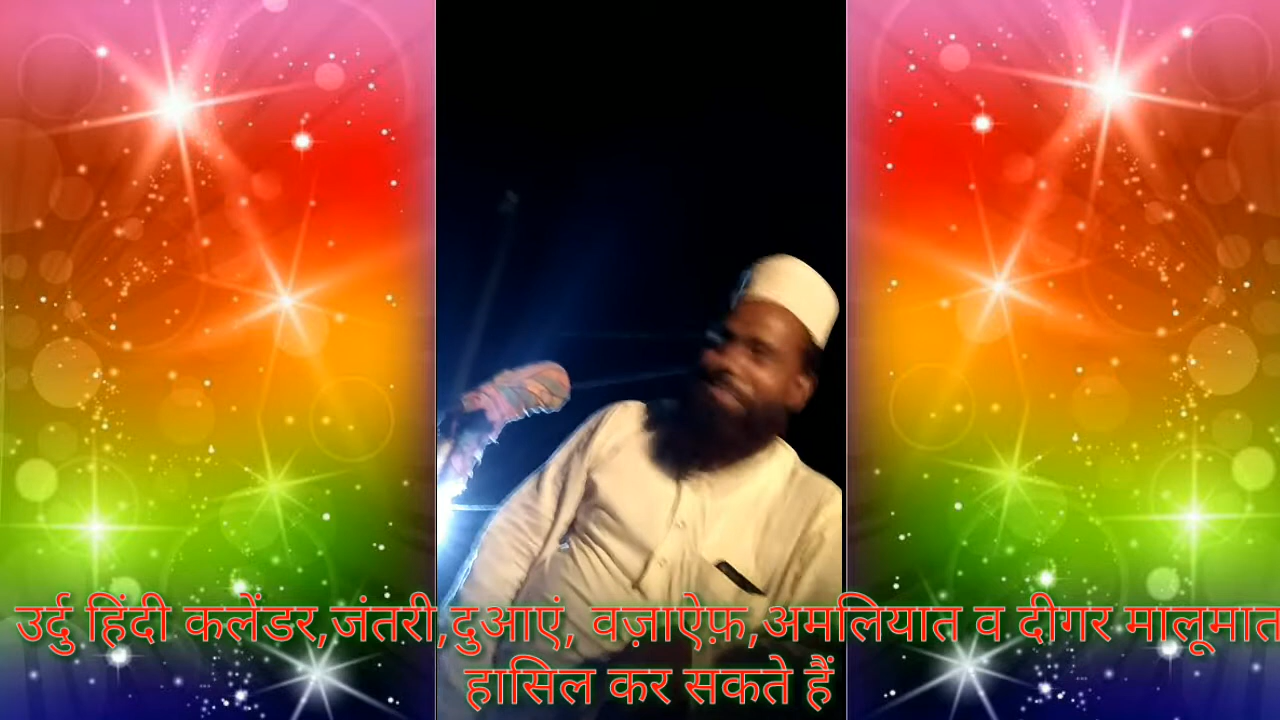 उर्दु हिंदी कलेंडर,जंतरी,दुआएं, वज़ाऐफ़,अमलियात व दीगर मालूमात
हासिल कर सकते हैं